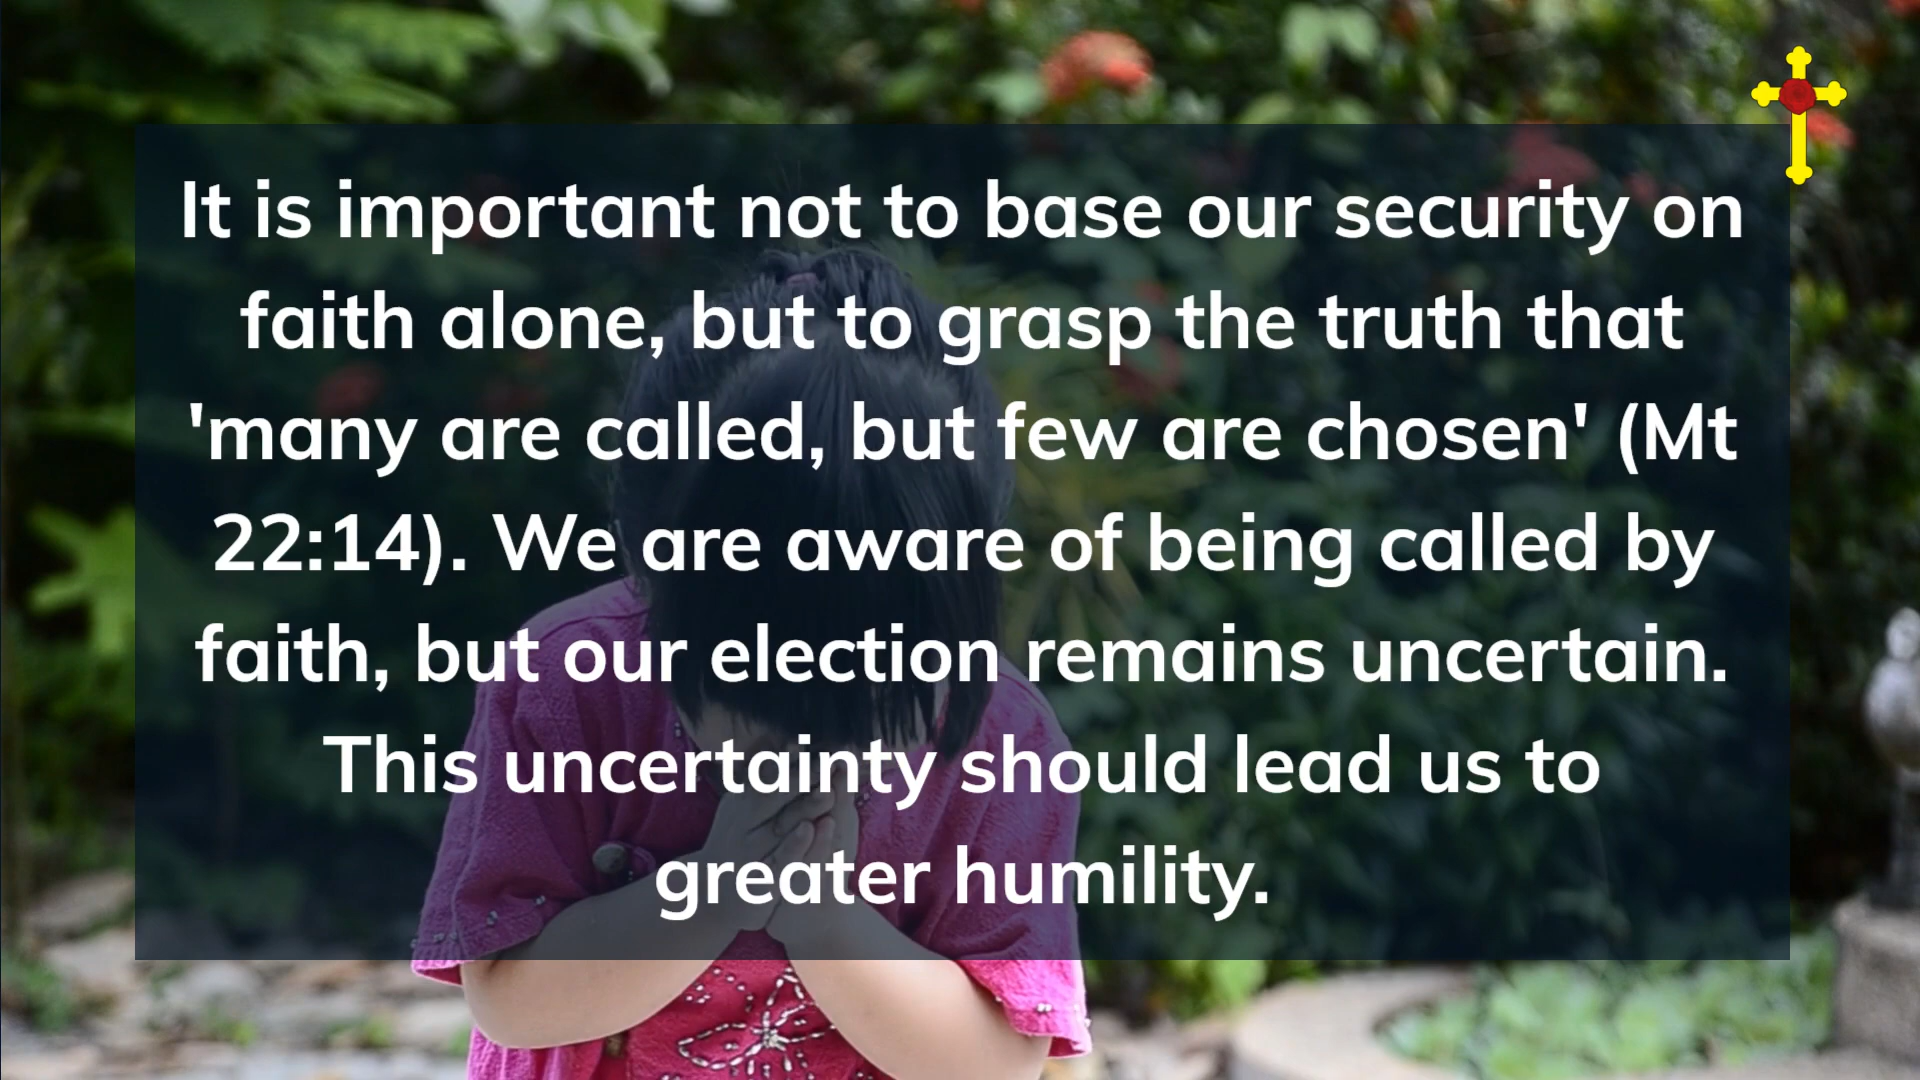 It is important not to base our security on
faith alone, but to grasp the truth that
'many are called, but few are chosen' (Mt
22:14). We are aware of being called by
faith, but our election remains uncertain.
This uncertainty should lead us to
greater humility.